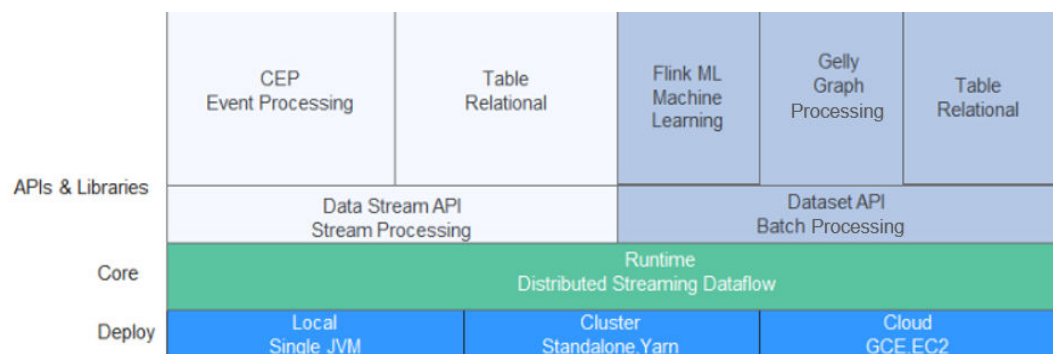 CEP
Event Processing
Table
Relational
Flink ML
Machine
Learning
Gelly
Graph
Processing
Table
Relational
APIs & Libraries
Data Stream API
Stream Processing
Dataset API
Batch Processing
Core
Runtime
Distributed Streaming Dataflow
Deploy
Local
Single JVM
Cluster
Standalone,Yarn
Cloud
GCE,EC2